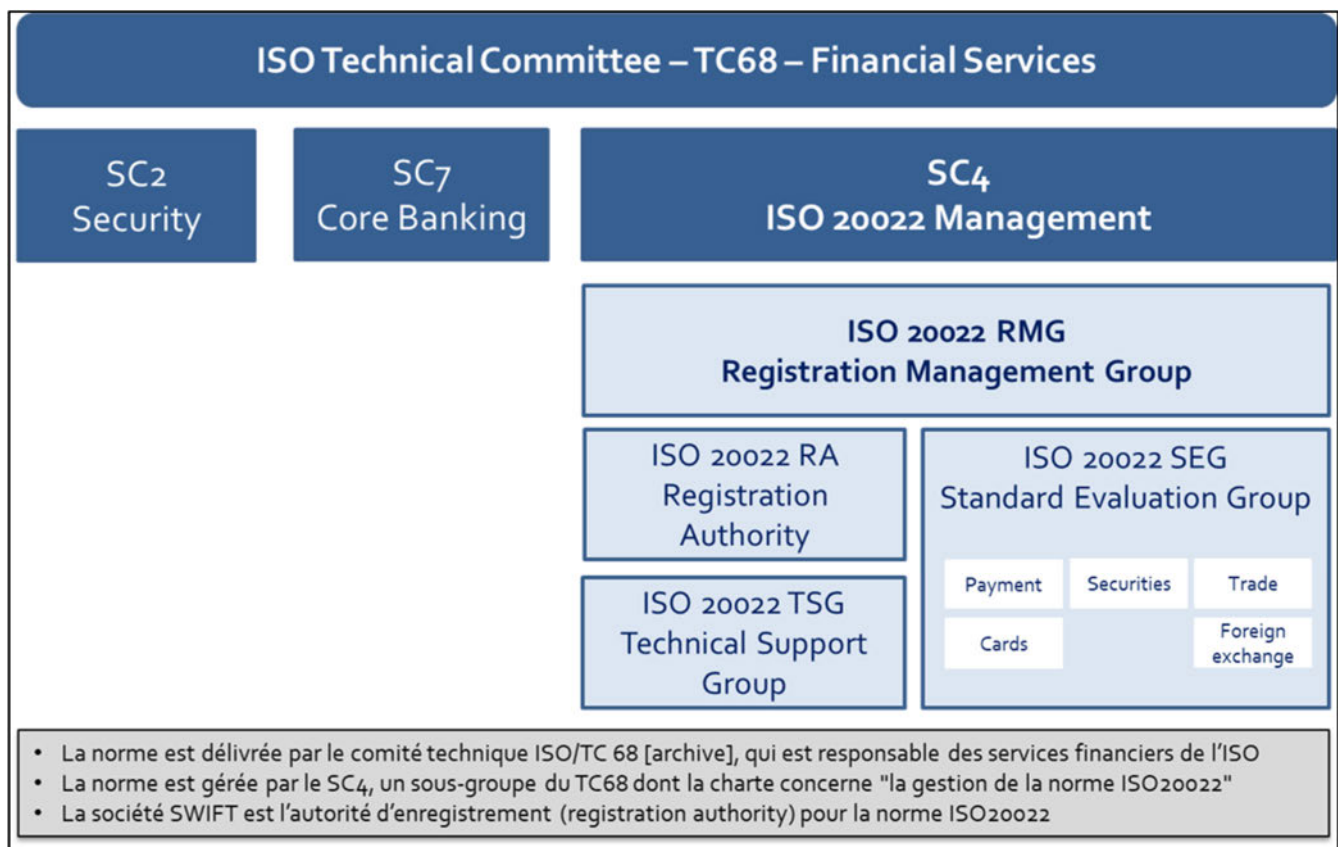 ISO Technical Committee – TC68 – Financial Services
SC2
Security
SC7
Core Banking
SC4
ISO 20022 Management
ISO 20022 RMG
Registration Management Group
ISO 20022 RA
Registration
Authority
ISO 20022 TSG
Technical Support
Group
ISO 20022 SEG
Standard Evaluation Group
Payment
Securities
Trade
Cards
Foreign
exchange
• La norme est délivrée par le comité technique ISO/TC 68 [archive], qui est responsable des services financiers de l’ISO
• La norme est gérée par le SC4, un sous-groupe du TC68 dont la charte concerne "la gestion de la norme ISO20022"
• La société SWIFT est l’autorité d’enregistrement (registration authority) pour la norme ISO20022